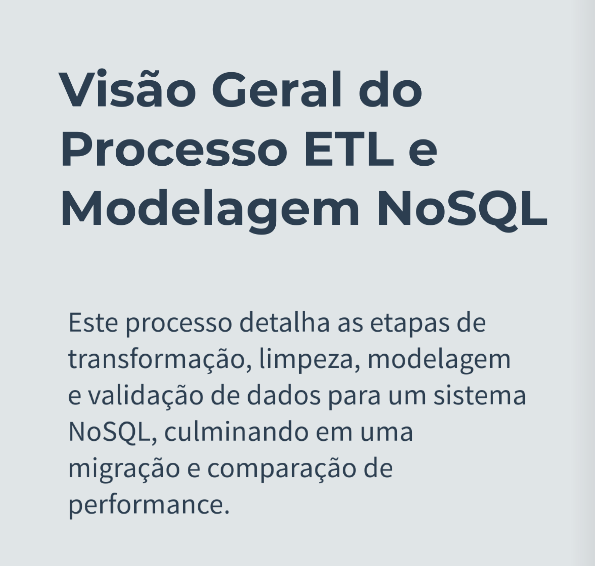 Visão Geral do
Processo ETL e
Modelagem NoSQL
Este processo detalha as etapas de
transformação, limpeza, modelagem
e validação de dados para um sistema
NoSQL, culminando em uma
migração e comparação de
performance.